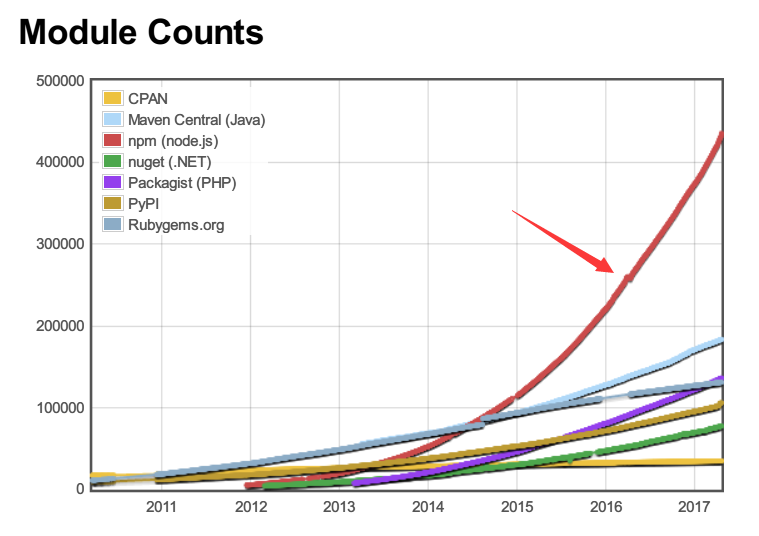 Module Counts
500000
400000
300000
200000
100000
0
CPAN
Maven Central (Java)
npm (node.js)
nuget (.NET)
Packagist (PHP)
PyPI
Rubygems.org
2011 2012 2013 2014 2015 2016 2017